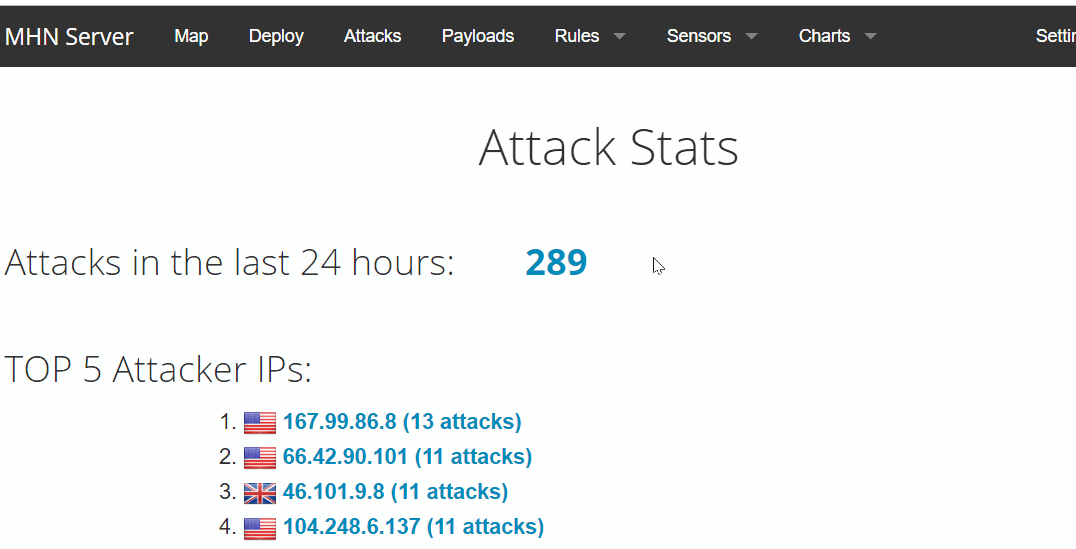 MHN Server Map Deploy Attacks Payloads Rules Sensors Charts
Attack Stats
Attacks in the last 24 hours: 289
TOP 5 Attacker IPs:
1. 167.99.86.8 (13 attacks)
2. 66.42.90.101 (11 attacks)
3. 46.101.9.8 (11 attacks)
4. 104.248.6.137 (11 attacks)